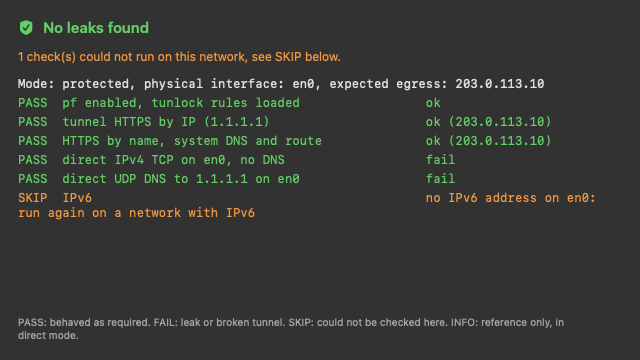 No leaks found
1 check(s) could not run on this network, see SKIP below.
Mode: protected, physical interface: en0, expected egress: 203.0.113.10
PASS  pf enabled, tunlock rules loaded                 ok
PASS  tunnel HTTPS by IP (1.1.1.1)                     ok (203.0.113.10)
PASS  HTTPS by name, system DNS and route              ok (203.0.113.10)
PASS  direct IPv4 TCP on en0, no DNS                   fail
PASS  direct UDP DNS to 1.1.1.1 on en0                 fail
SKIP  IPv6                                             no IPv6 address on en0:
run again on a network with IPv6
PASS: behaved as required. FAIL: leak or broken tunnel. SKIP: could not be checked here. INFO: reference only, in
direct mode.